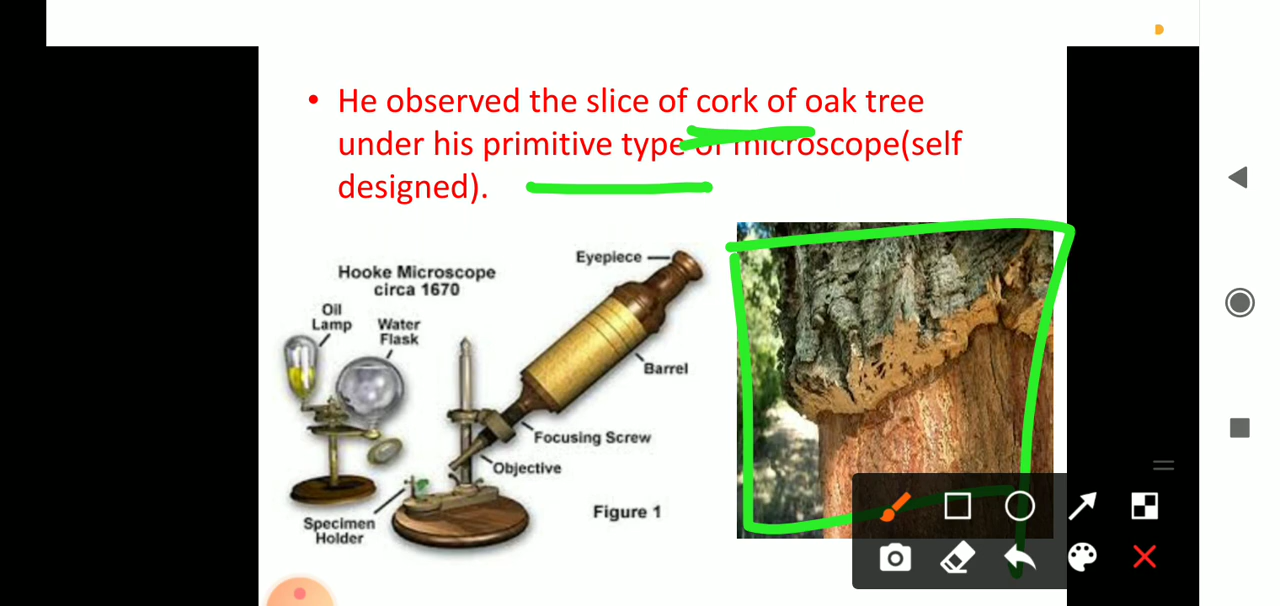 • He observed the slice of cork of oak tree
under his primitive type of microscope(self
designed).
Hooke Microscope
circa 1670
Eyepiece
Oil
Lamp
Water
Flask
Barrel
Focusing Screw
Objective
Specimen
Holder
Figure 1